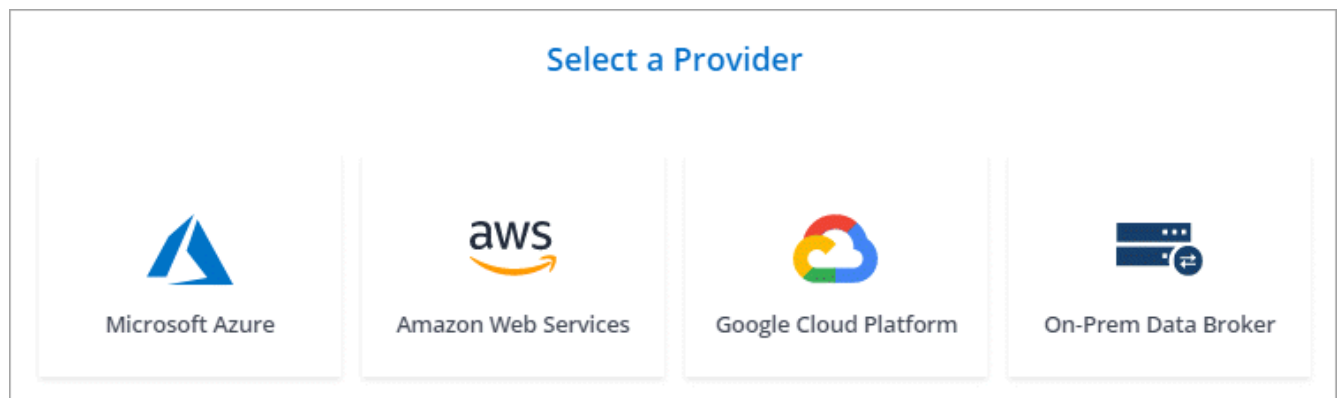 Select a Provider
aws
Microsoft Azure
Amazon Web Services
Google Cloud Platform
On-Prem Data Broker